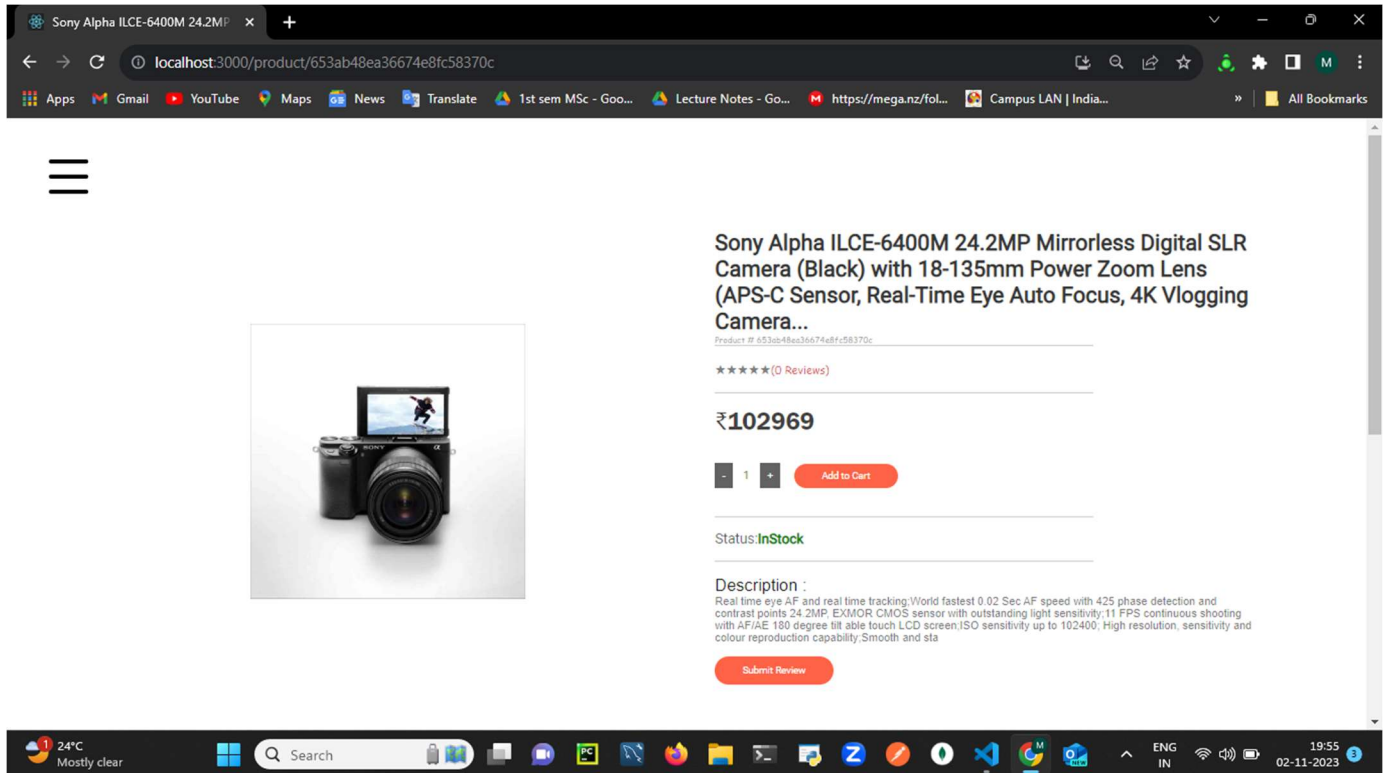 Sony Alpha ILCE-6400M 24.2MP
localhost:3000/product/653ab48ea36674e8fc58370c
M
Apps Gmail YouTube Maps News Translate 1st sem MSc - Goo... Lecture Notes - Go... https://mega.nz/fol... Campus LAN | India... » All Bookmarks
Sony Alpha ILCE-6400M 24.2MP Mirrorless Digital SLR
Camera (Black) with 18-135mm Power Zoom Lens
(APS-C Sensor, Real-Time Eye Auto Focus, 4K Vlogging
Camera...
Product # 653ab48ea36674e8fc58370c
★★★★★(0 Reviews)
₹102969
- 1 + Add to Cart
Status:InStock
Description :
Real time eye AF and real time tracking;World fastest 0.02 Sec AF speed with 425 phase detection and
contrast points 24.2MP, EXMOR CMOS sensor with outstanding light sensitivity;11 FPS continuous shooting
with AF/AE 180 degree tilt able touch LCD screen;ISO sensitivity up to 102400; High resolution, sensitivity and
colour reproduction capability;Smooth and sta
Submit Review
SONY α
1 24°C
Mostly clear
Search
PC
Z
M
NEW
ENG
IN
19:55
02-11-2023
3